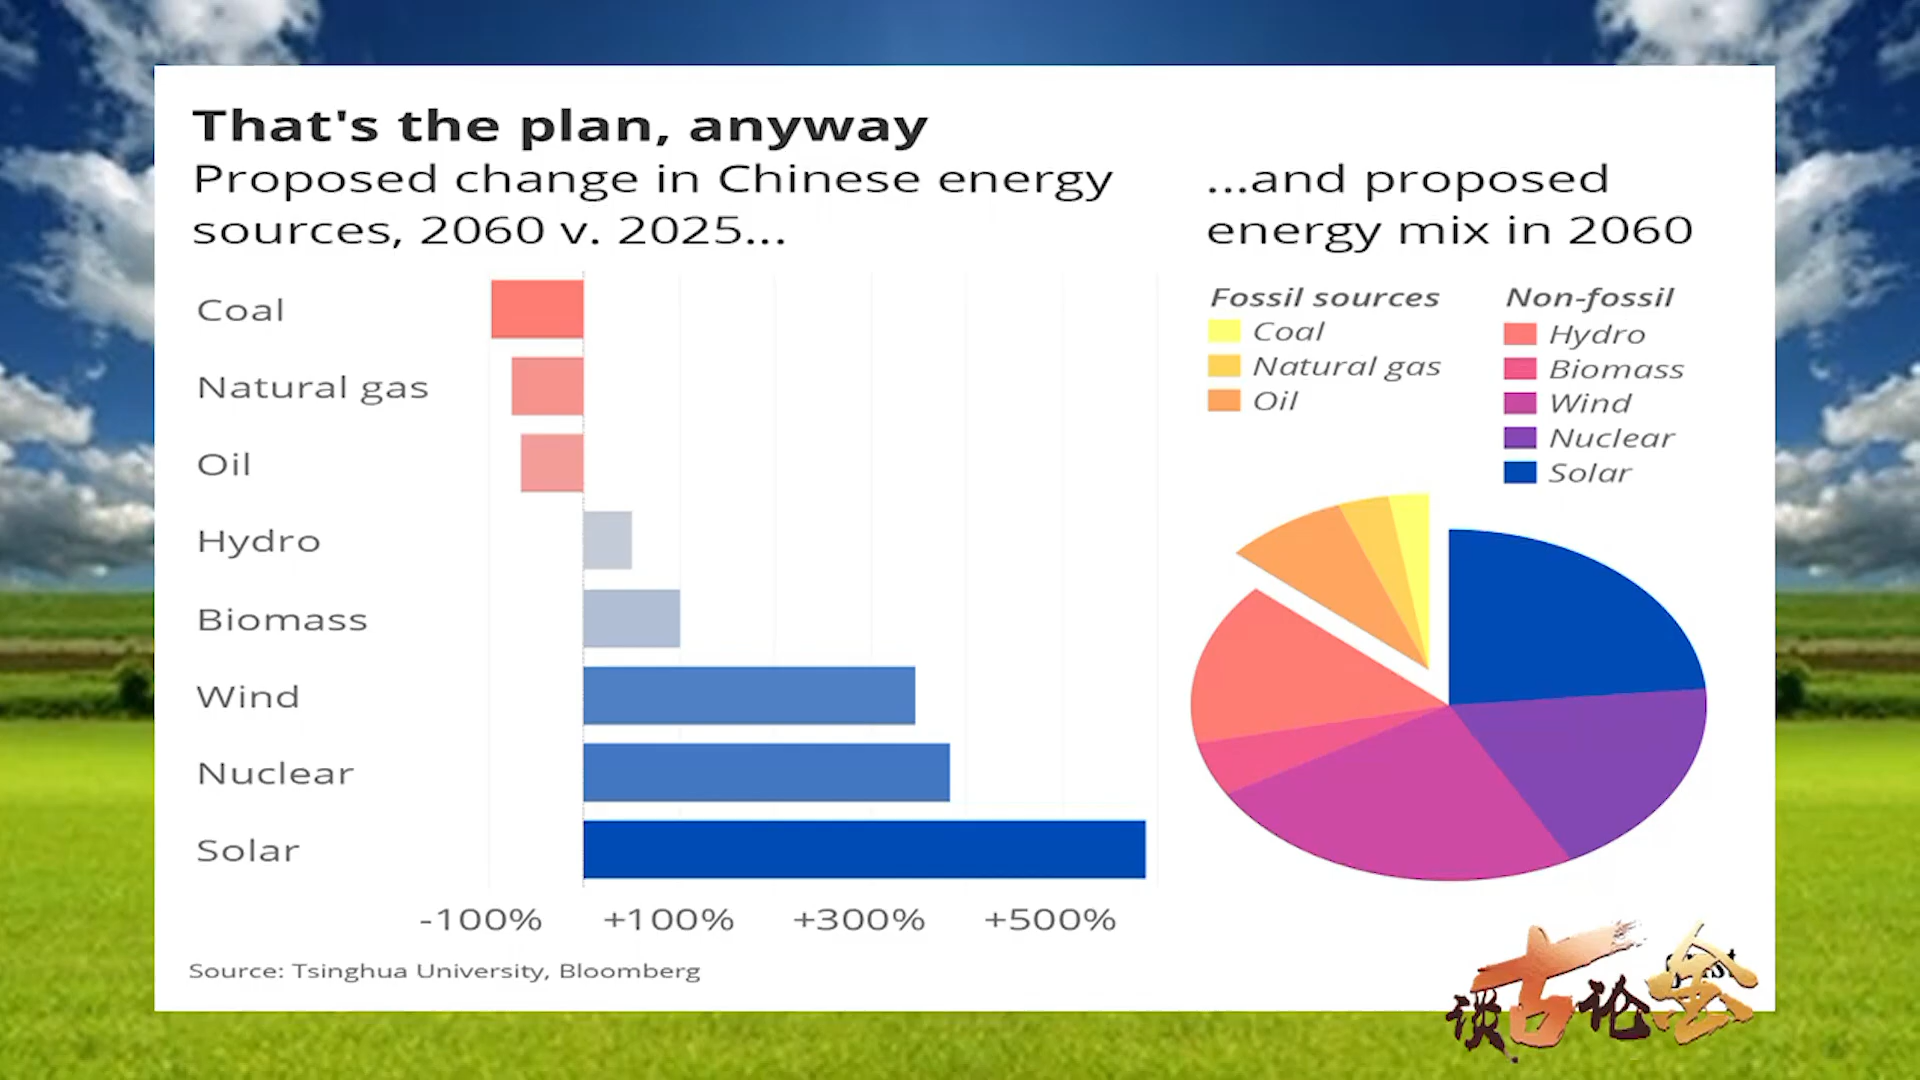 That's the plan, anyway
Proposed change in Chinese energy
sources, 2060 v. 2025...
Coal
Natural gas
Oil
Hydro
Biomass
Wind
Nuclear
Solar
-100%
+100%
+300%
+500%
Source: Tsinghua University, Bloomberg
...and proposed
energy mix in 2060
Fossil sources
Coal
Natural gas
Oil
Non-fossil
Hydro
Biomass
Wind
Nuclear
Solar
谈古论金